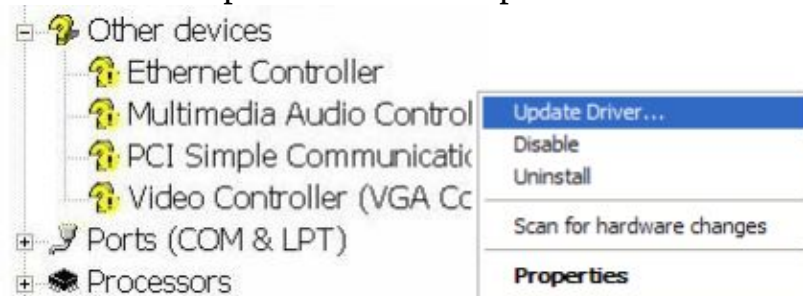 Other devices
Ethernet Controller
Multimedia Audio Control
PCI Simple Communicatic
Video Controller (VGA Cc
Ports (COM & LPT)
Processors
Update Driver...
Disable
Uninstall
Scan for hardware changes
Properties